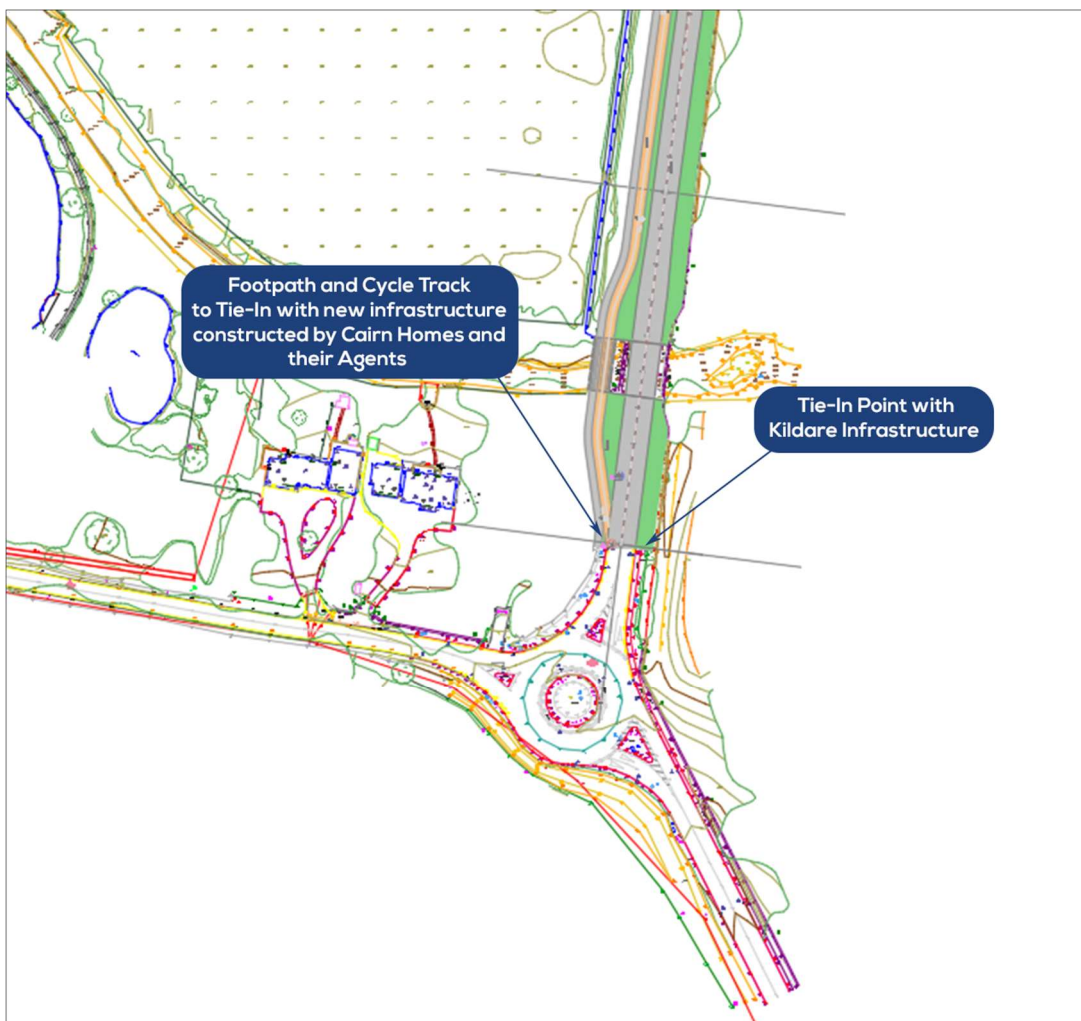 Footpath and Cycle Track
to Tie-In with new infrastructure
constructed by Cairn Homes and
their Agents
Tie-In Point with
Kildare Infrastructure